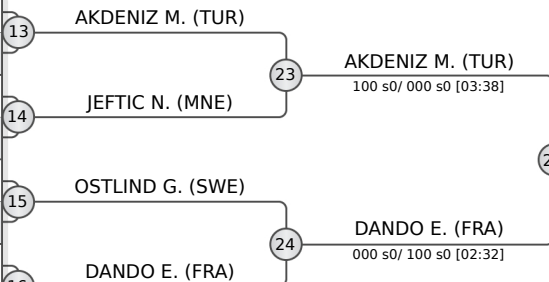 AKDENIZ M. (TUR)
13
AKDENIZ M. (TUR)
23
100 s0/ 000 s0 [03:38]
JEFTIC N. (MNE)
14
OSTLIND G. (SWE)
15
DANDO E. (FRA)
24
000 s0/ 100 s0 [02:32]
DANDO E. (FRA)